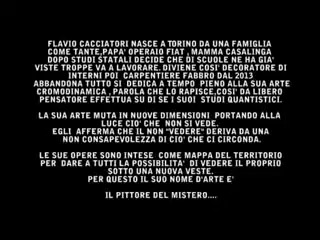 FLAVIO CACCIATORI NASCE A TORINO DA UNA FAMIGLIA
COME TANTE,PAPA' OPERAIO FIAT , MAMMA CASALINGA
DOPO STUDI STATALI DECIDE CHE DI SCUOLE NE HA GIA'
VISTE TROPPE VA A LAVORARE. DIVIENE COSI' DECORATORE DI
INTERNI POI CARPENTIERE FABBRO DAL 2013
ABBANDONA TUTTO SI DEDICA A TEMPO PIENO ALLA SUA ARTE
CROMODINAMICA , PAROLA CHE LO RAPISCE,COSI' DA LIBERO
PENSATORE EFFETTUA SU DI SE I SUOI STUDI QUANTISTICI.
LA SUA ARTE MUTA IN NUOVE DIMENSIONI PORTANDO ALLA
LUCE CIO' CHE NON SI VEDE.
EGLI AFFERMA CHE IL NON "VEDERE" DERIVA DA UNA
NON CONSAPEVOLEZZA DI CIO' CHE CI CIRCONDA.
LE SUE OPERE SONO INTESE COME MAPPA DEL TERRITORIO
PER DARE A TUTTI LA POSSIBILITA' DI VEDERE IL PROPRIO
SOTTO UNA NUOVA VESTE.
PER QUESTO IL SUO NOME D'ARTE E'
IL PITTORE DEL MISTERO....